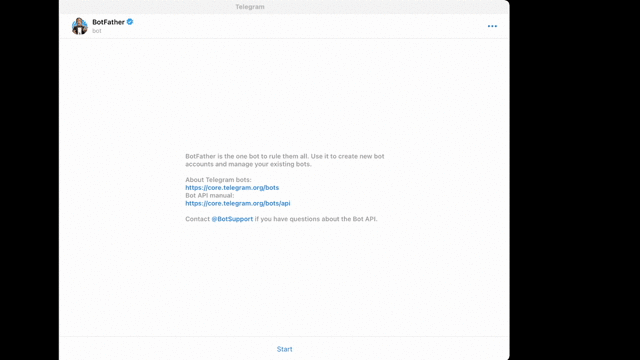 Telegram
BotFather
bot
BotFather is the one bot to rule them all. Use it to create new bot
accounts and manage your existing bots.
About Telegram bots:
https://core.telegram.org/bots
Bot API manual:
https://core.telegram.org/bots/api
Contact @BotSupport if you have questions about the Bot API.
Start